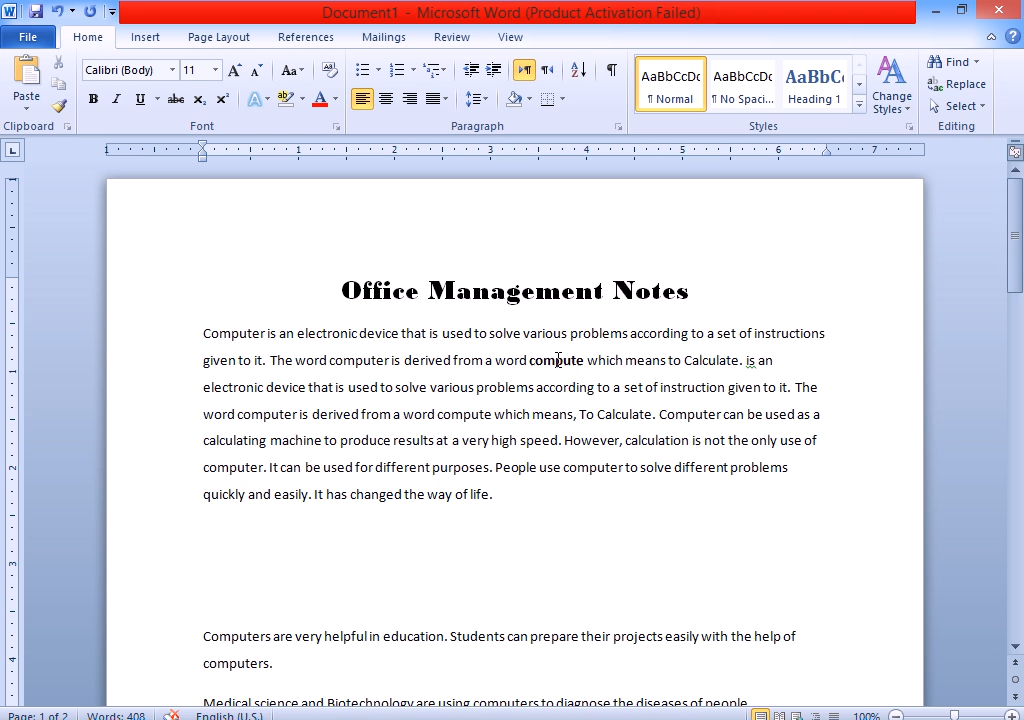 Document1 - Microsoft Word (Product Activation Failed)
File Home Insert Page Layout References Mailings Review View
Paste
Calibri (Body) 11
AaBbCcDc AaBbCcDc AaBbC
¶ Normal ¶ No Spaci... Heading 1
Change
Styles
Find
Replace
Select
Clipboard Font Paragraph Styles Editing
1 1 2 3 4 5 6 7
Office Management Notes
Computer is an electronic device that is used to solve various problems according to a set of instructions
given to it. The word computer is derived from a word compute which means to Calculate. is an
electronic device that is used to solve various problems according to a set of instruction given to it. The
word computer is derived from a word compute which means, To Calculate. Computer can be used as a
calculating machine to produce results at a very high speed. However, calculation is not the only use of
computer. It can be used for different purposes. People use computer to solve different problems
quickly and easily. It has changed the way of life.
Computers are very helpful in education. Students can prepare their projects easily with the help of
computers.
Medical science and Biotechnology are using computers to diagnose the diseases of people
Page: 1 of 2 Words: 408 English (U.S.) 100%